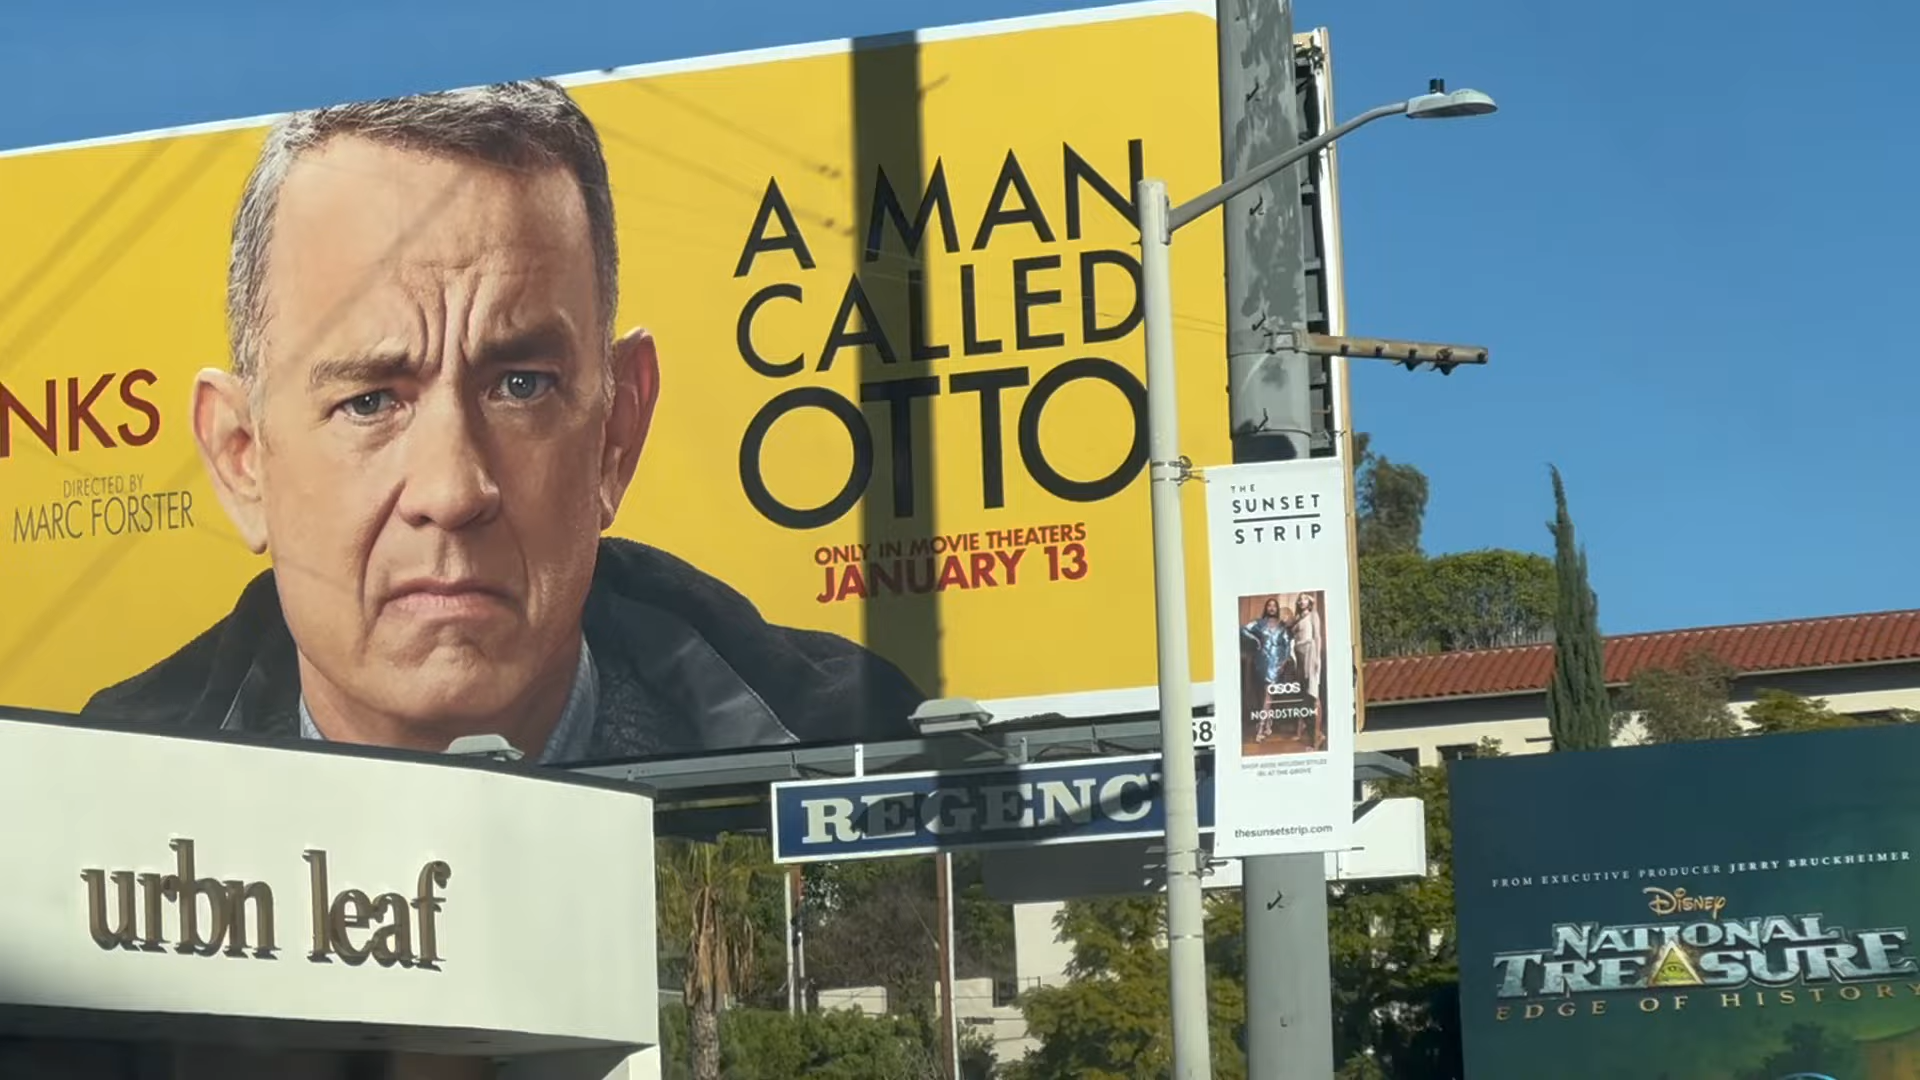 NKS
DIRECTED BY
MARC FORSTER
A MAN
CALLED
OTTO
ONLY IN MOVIE THEATERS
JANUARY 13
THE
SUNSET
STRIP
asos
NORDSTROM
thesunsetstrip.com
REGENC
urbn leaf
FROM EXECUTIVE PRODUCER JERRY BRUCKHEIMER
Disney
NATIONAL
TREASURE
EDGE OF HISTORY